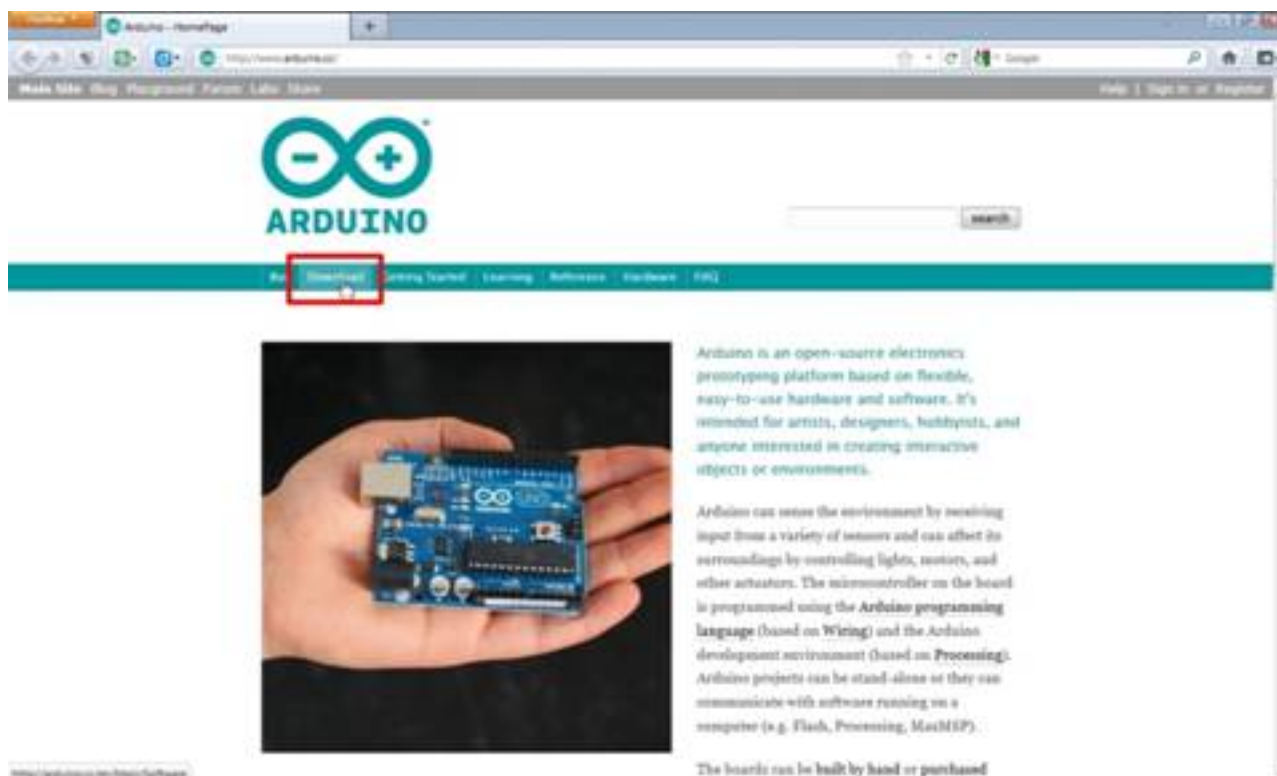 Arduino - HomePage
http://www.arduino.cc/
Google
Main Site Blog Playground Forum Labs Store
Help | Sign in or Register
ARDUINO
search
Download Getting Started Learning Reference Hardware FAQ
Arduino is an open-source electronics
prototyping platform based on flexible,
easy-to-use hardware and software. It's
intended for artists, designers, hobbyists, and
anyone interested in creating interactive
objects or environments.
Arduino can sense the environment by receiving
input from a variety of sensors and can affect its
surroundings by controlling lights, motors, and
other actuators. The microcontroller on the board
is programmed using the Arduino programming
language (based on Wiring) and the Arduino
development environment (based on Processing).
Arduino projects can be stand-alone or they can
communicate with software running on a
computer (e.g. Flash, Processing, MaxMSP).
The boards can be built by hand or purchased